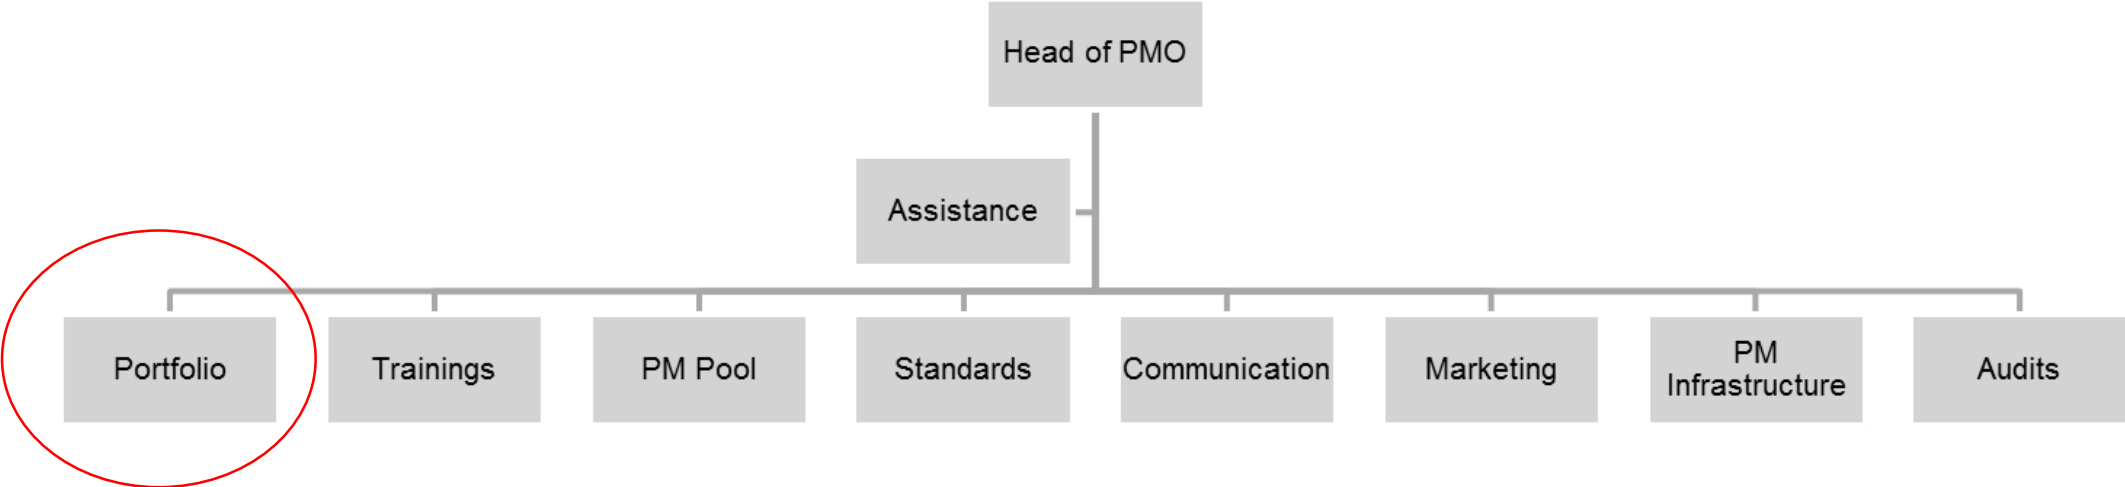 Head of PMO
Assistance
Portfolio
Trainings
PM Pool
Standards
Communication
Marketing
PM
Infrastructure
Audits